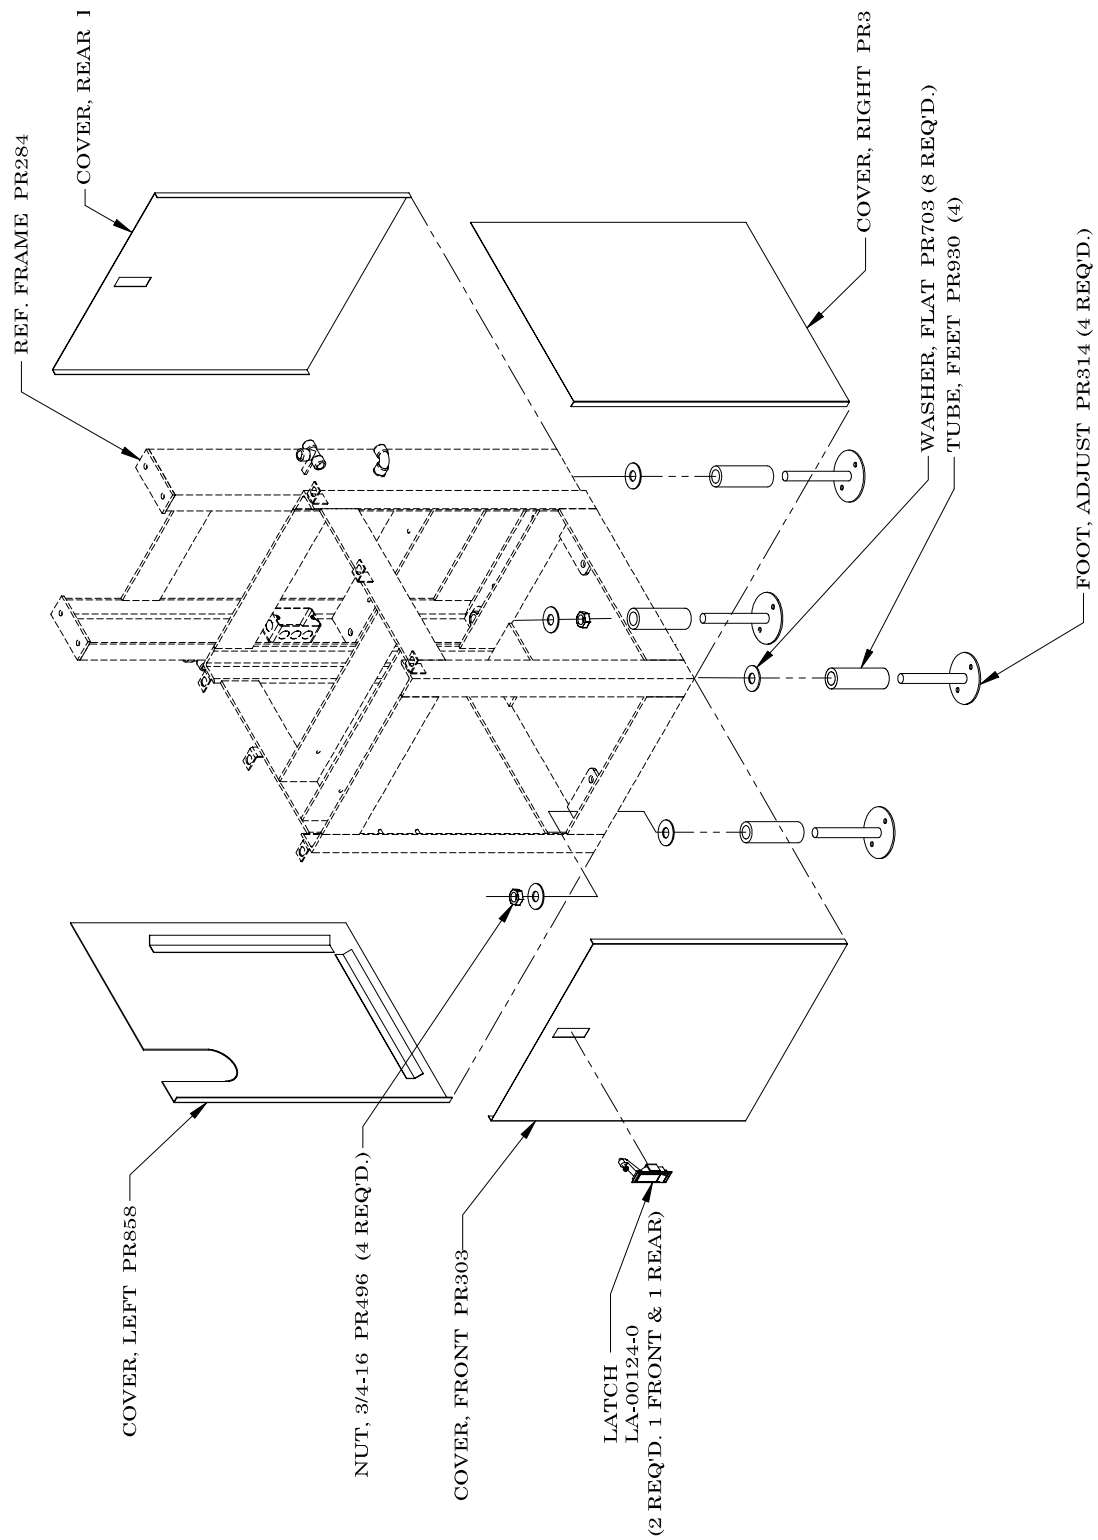 REF. FRAME PR284
COVER, REAR
COVER, LEFT PR858
NUT, 3/4-16 PR496 (4 REQ'D.)
COVER, FRONT PR303
LATCH
LA-00124-0
(2 REQ'D. 1 FRONT & 1 REAR)
COVER, RIGHT PR3
WASHER, FLAT PR703 (8 REQ'D.)
TUBE, FEET PR930 (4)
FOOT, ADJUST PR314 (4 REQ'D.)